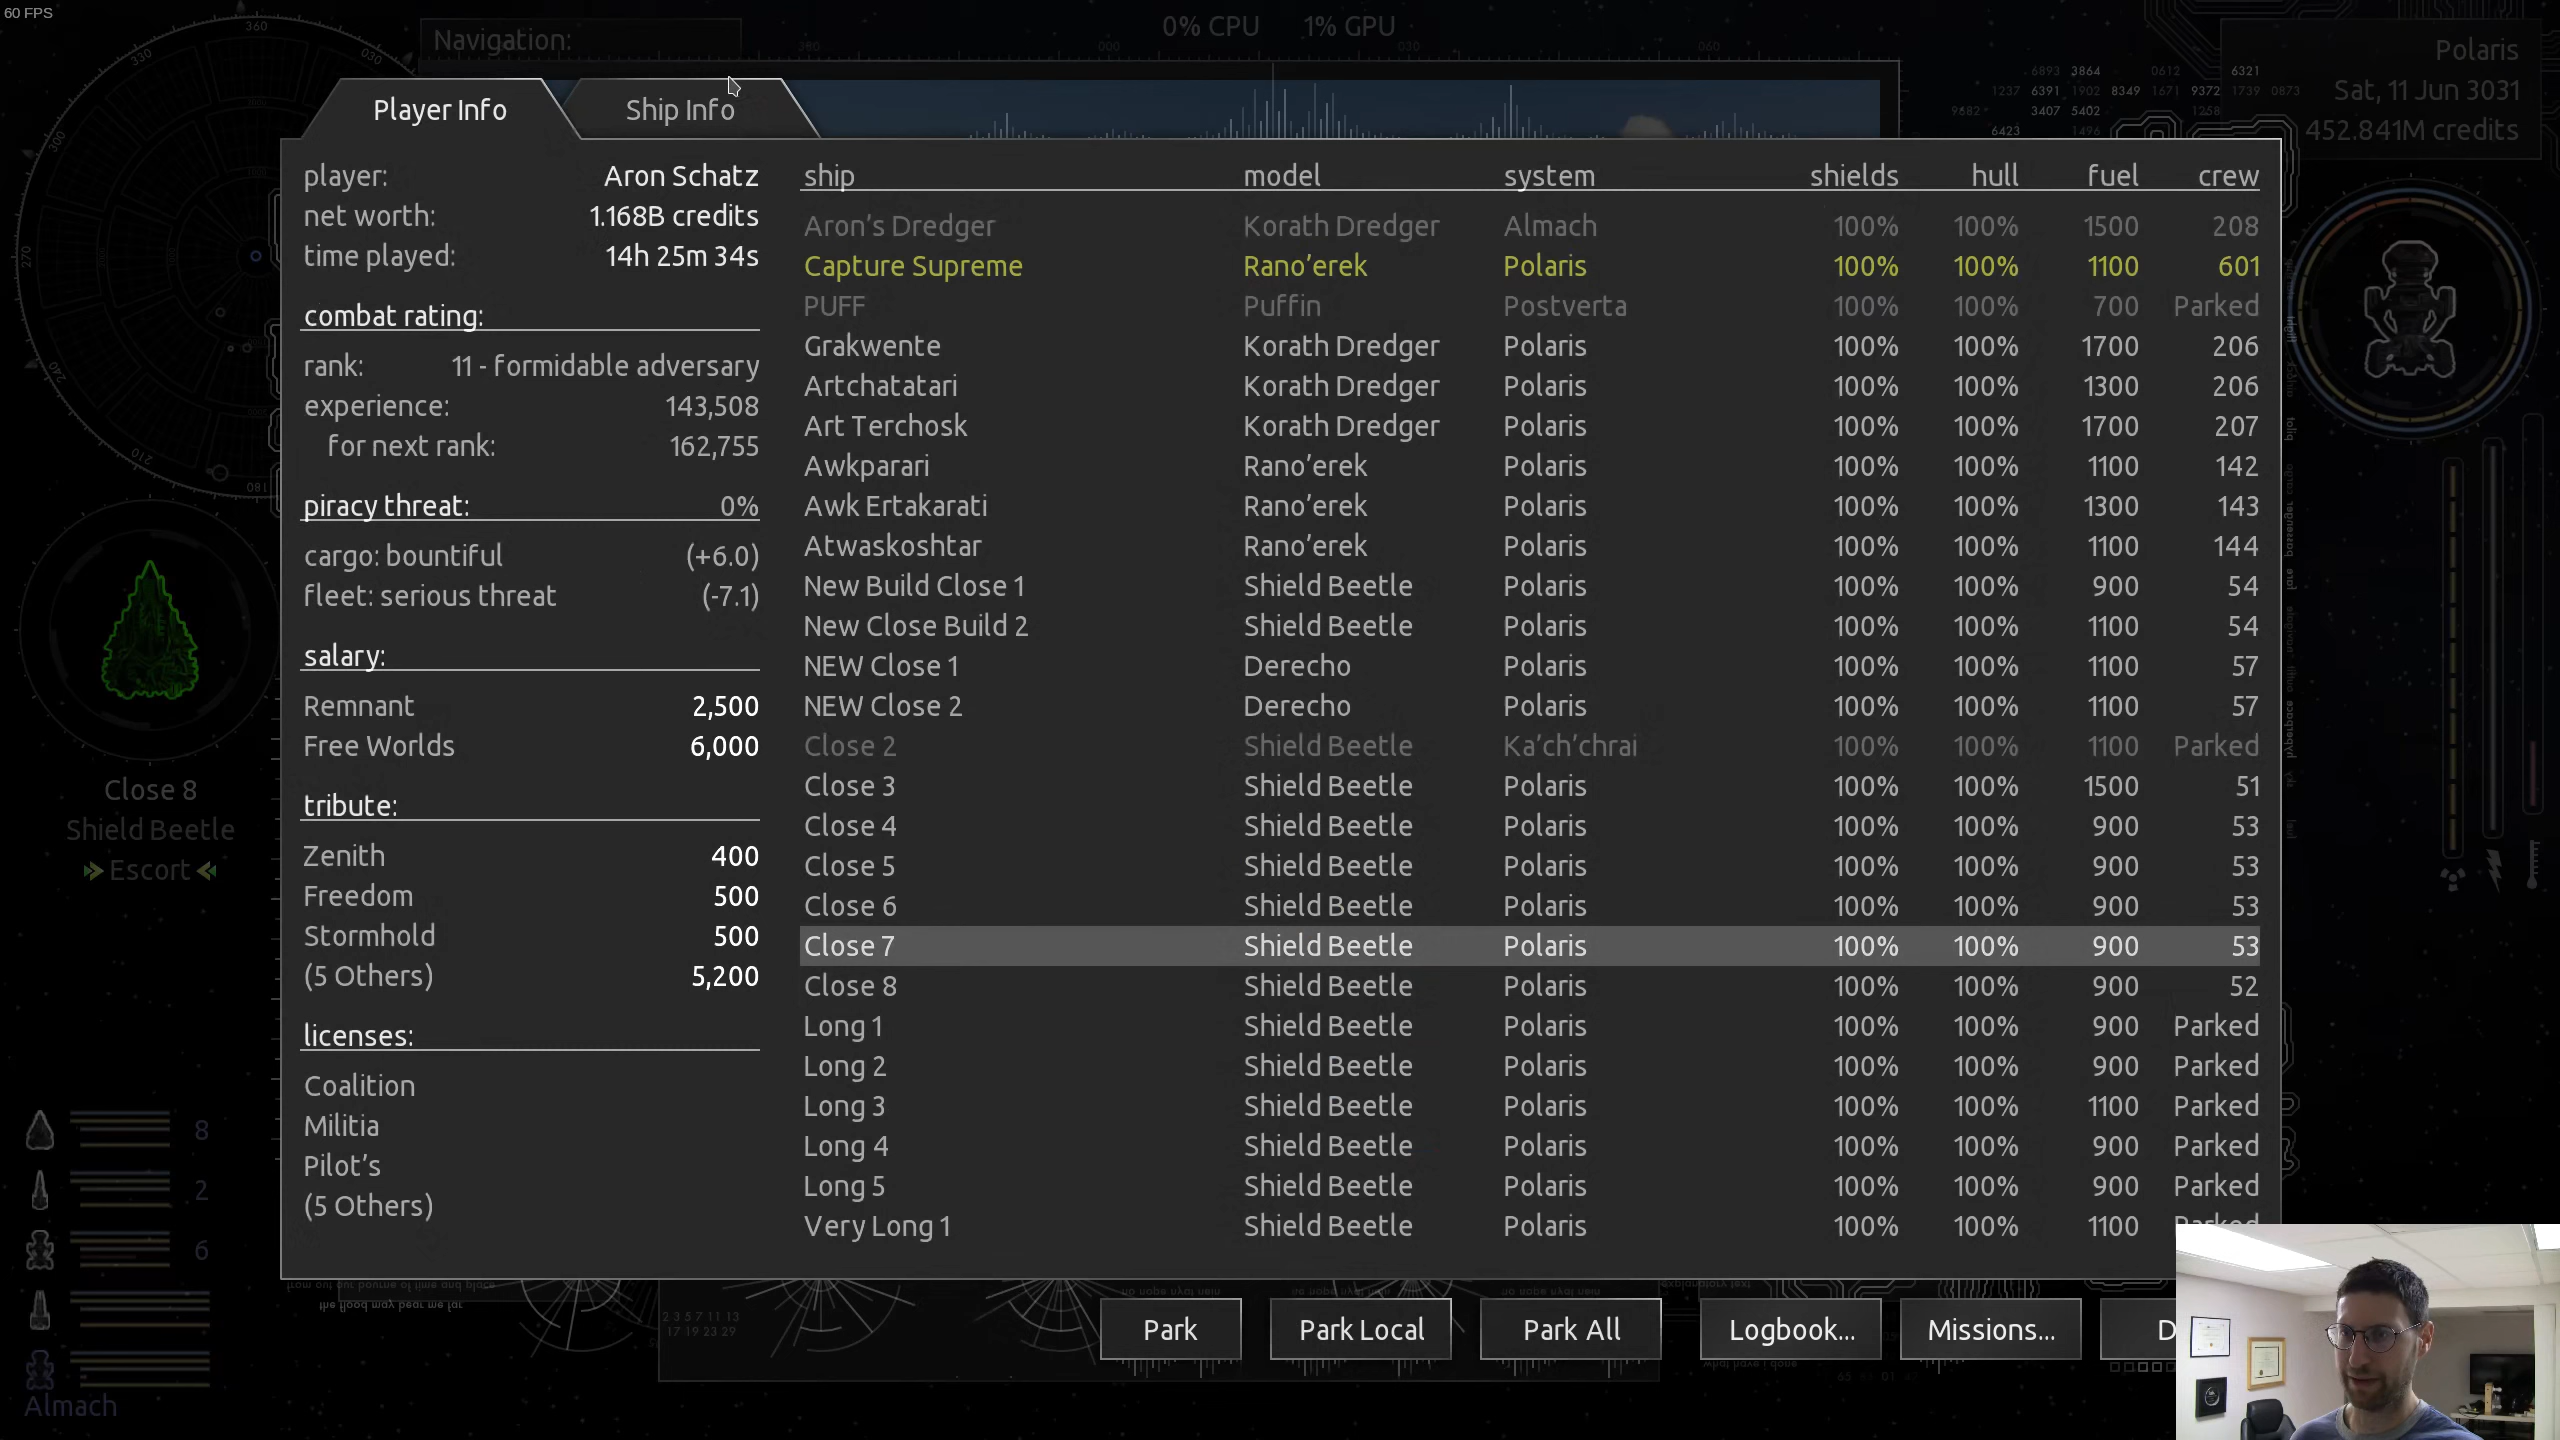 60 FPS
0% CPU 1% GPU
Navigation:
Polaris
Sat, 11 Jun 3031
452.841M credits
Player Info
Ship Info
player: Aron Schatz
net worth: 1.168B credits
time played: 14h 25m 34s
combat rating:
rank: 11 - formidable adversary
experience: 143,508
for next rank: 162,755
piracy threat: 0%
cargo: bountiful (+6.0)
fleet: serious threat (-7.1)
salary:
Remnant 2,500
Free Worlds 6,000
tribute:
Zenith 400
Freedom 500
Stormhold 500
(5 Others) 5,200
licenses:
Coalition
Militia
Pilot's
(5 Others)
ship model system shields hull fuel crew
Aron's Dredger Korath Dredger Almach 100% 100% 1500 208
Capture Supreme Rano'erek Polaris 100% 100% 1100 601
PUFF Puffin Postverta 100% 100% 700 Parked
Grakwente Korath Dredger Polaris 100% 100% 1700 206
Artchatatari Korath Dredger Polaris 100% 100% 1300 206
Art Terchosk Korath Dredger Polaris 100% 100% 1700 207
Awkparari Rano'erek Polaris 100% 100% 1100 142
Awk Ertakarati Rano'erek Polaris 100% 100% 1300 143
Atwaskoshtar Rano'erek Polaris 100% 100% 1100 144
New Build Close 1 Shield Beetle Polaris 100% 100% 900 54
New Close Build 2 Shield Beetle Polaris 100% 100% 1100 54
NEW Close 1 Derecho Polaris 100% 100% 1100 57
NEW Close 2 Derecho Polaris 100% 100% 1100 57
Close 2 Shield Beetle Ka'ch'chrai 100% 100% 1100 Parked
Close 3 Shield Beetle Polaris 100% 100% 1500 51
Close 4 Shield Beetle Polaris 100% 100% 900 53
Close 5 Shield Beetle Polaris 100% 100% 900 53
Close 6 Shield Beetle Polaris 100% 100% 900 53
Close 7 Shield Beetle Polaris 100% 100% 900 53
Close 8 Shield Beetle Polaris 100% 100% 900 52
Long 1 Shield Beetle Polaris 100% 100% 900 Parked
Long 2 Shield Beetle Polaris 100% 100% 900 Parked
Long 3 Shield Beetle Polaris 100% 100% 1100 Parked
Long 4 Shield Beetle Polaris 100% 100% 900 Parked
Long 5 Shield Beetle Polaris 100% 100% 900 Parked
Very Long 1 Shield Beetle Polaris 100% 100% 1100 Parked
Close 8
Shield Beetle
Escort
8
2
6
Almach
the flood may bear me far
2 3 5 7 11 13
17 19 23 29
Park
Park Local
Park All
Logbook...
Missions...
D